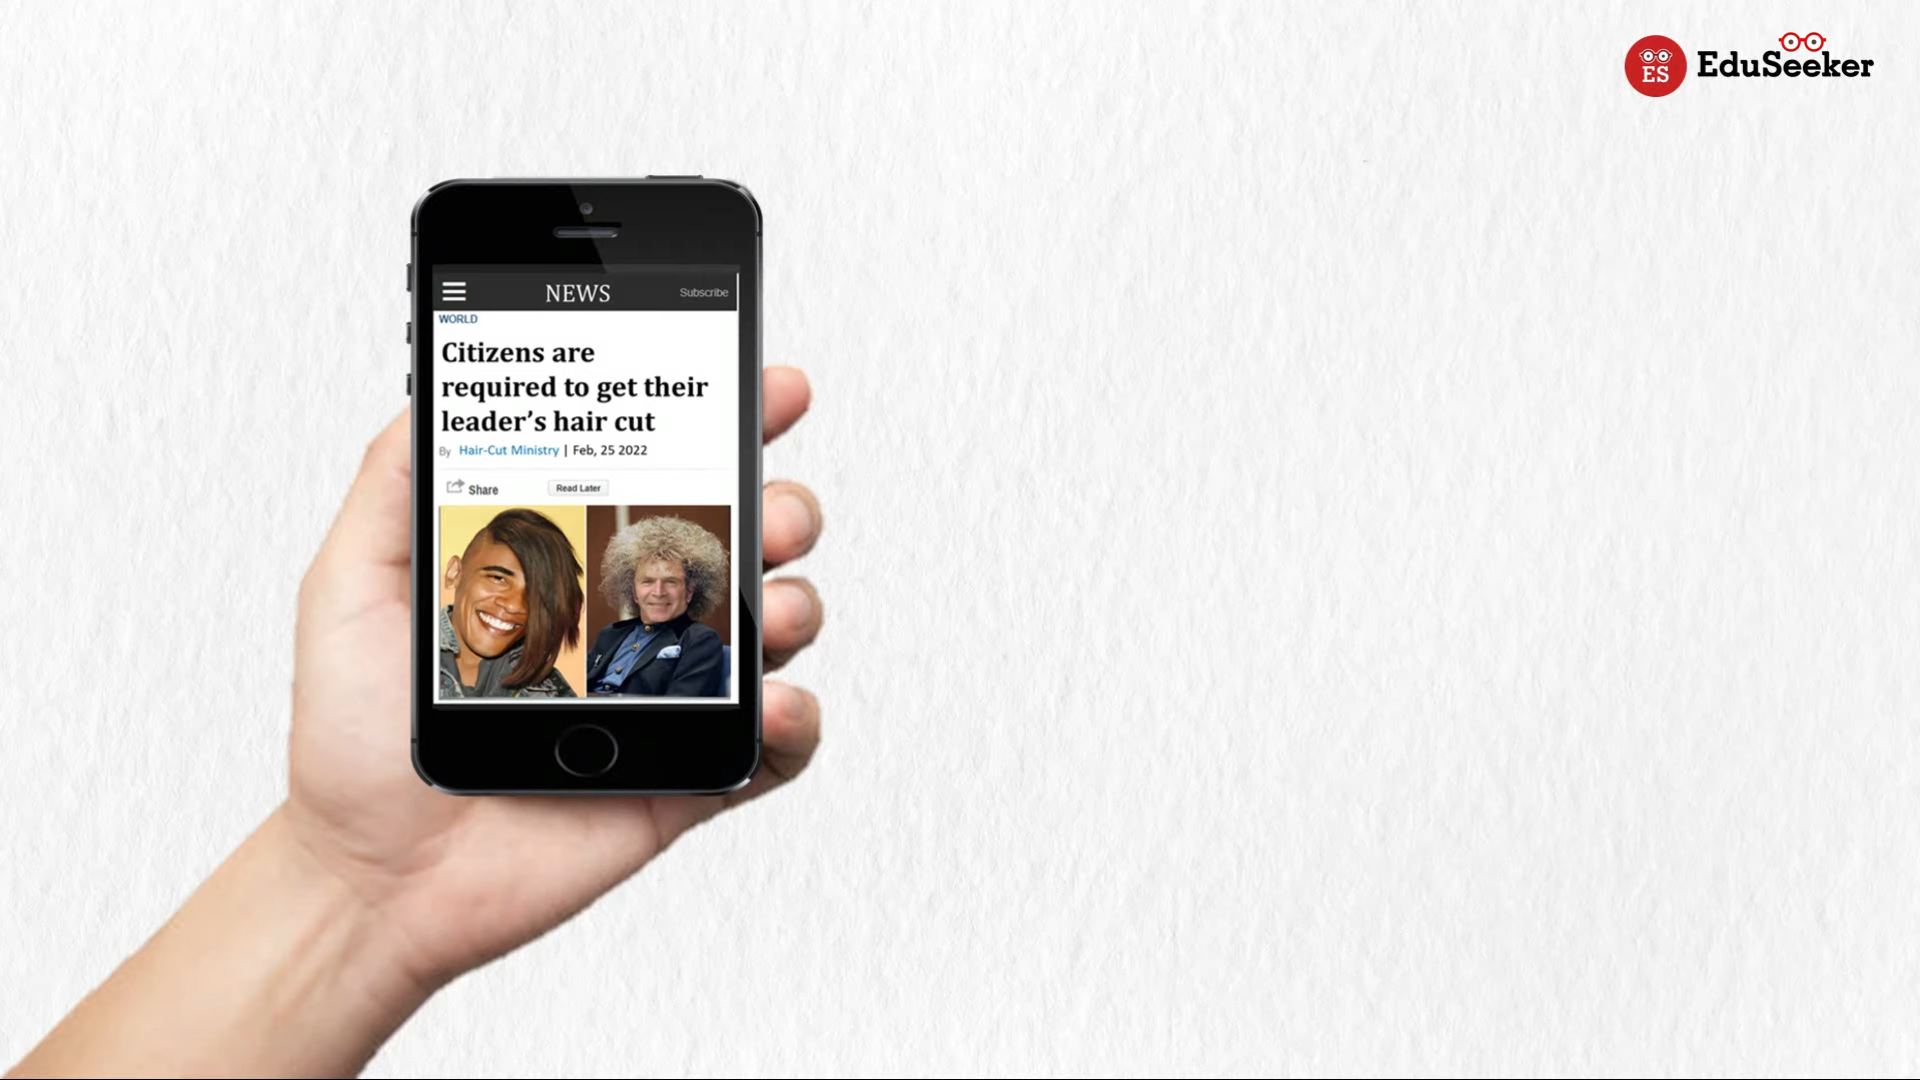 ES
EduSeeker
NEWS
Subscribe
WORLD
Citizens are
required to get their
leader's hair cut
By Hair-Cut Ministry | Feb, 25 2022
Share
Read Later